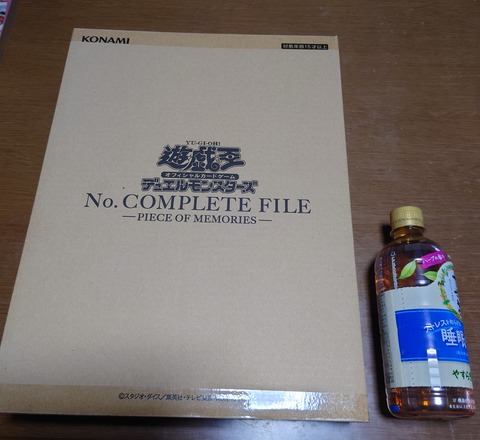 KONAMI
対象年齢15才以上
YU-GI-OH!
遊戯王
オフィシャルカードゲーム
デュエルモンスターズ
No. COMPLETE FILE
—PIECE OF MEMORIES—
©スタジオ・ダイス/集英社・テレビ
睡眠
やすら